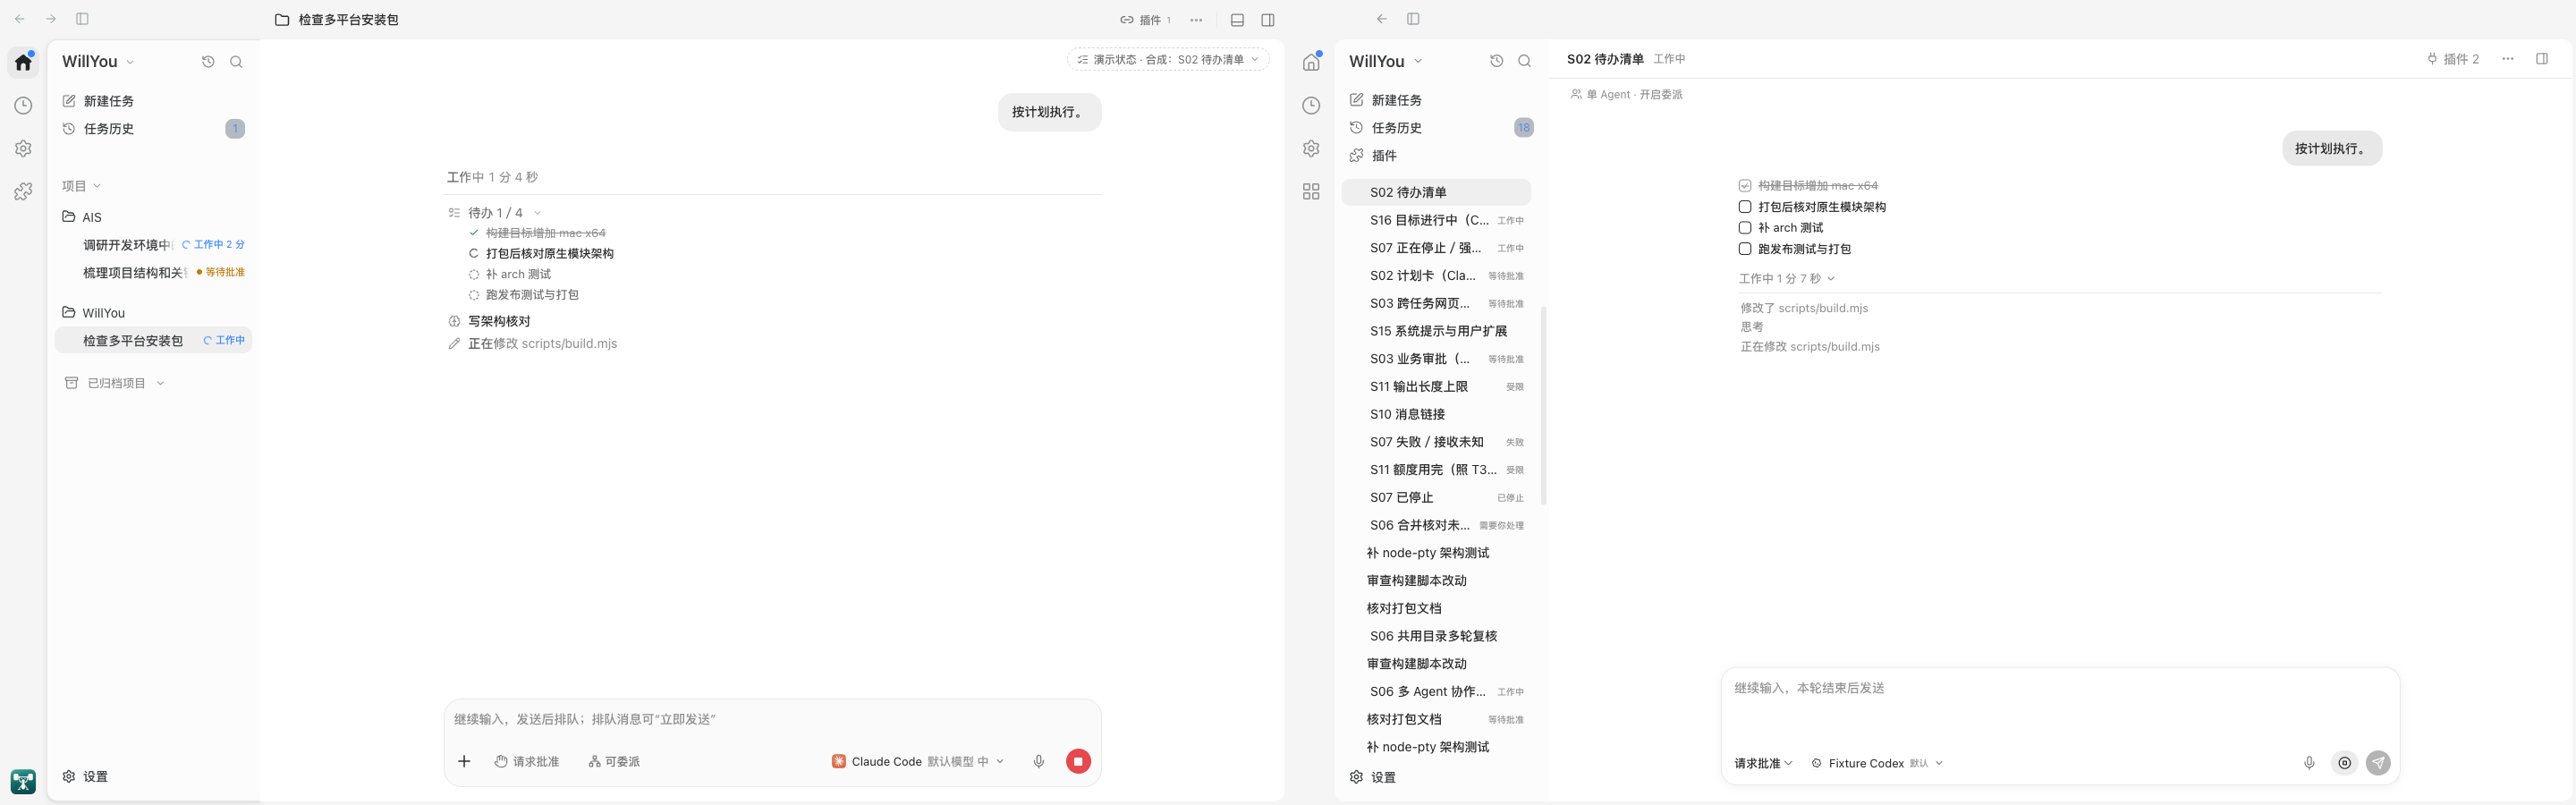 检查多平台安装包
插件 1
WillYou
新建任务
任务历史 1
项目
AIS
调研开发环境中 工作中 2 分
梳理项目结构和关 等待批准
WillYou
检查多平台安装包 工作中
已归档项目
设置
演示状态 · 合成：S02 待办清单
按计划执行。
工作中 1 分 4 秒
待办 1 / 4
构建目标增加 mac x64
打包后核对原生模块架构
补 arch 测试
跑发布测试与打包
写架构核对
正在修改 scripts/build.mjs
继续输入，发送后排队；排队消息可“立即发送”
请求批准 可委派 Claude Code 默认模型 中
WillYou
新建任务
任务历史 18
插件
S02 待办清单
S16 目标进行中（C... 工作中
S07 正在停止 / 强... 工作中
S02 计划卡（Cla... 等待批准
S03 跨任务网页... 等待批准
S15 系统提示与用户扩展
S03 业务审批（... 等待批准
S11 输出长度上限 受限
S10 消息链接
S07 失败 / 接收未知 失败
S11 额度用完（照 T3... 受限
S07 已停止 已停止
S06 合并核对未... 需要你处理
补 node-pty 架构测试
审查构建脚本改动
核对打包文档
S06 共用目录多轮复核
审查构建脚本改动
S06 多 Agent 协作... 工作中
核对打包文档 等待批准
补 node-pty 架构测试
设置
S02 待办清单 工作中
插件 2
单 Agent · 开启委派
按计划执行。
构建目标增加 mac x64
打包后核对原生模块架构
补 arch 测试
跑发布测试与打包
工作中 1 分 7 秒
修改了 scripts/build.mjs
思考
正在修改 scripts/build.mjs
继续输入，本轮结束后发送
请求批准 Fixture Codex 默认